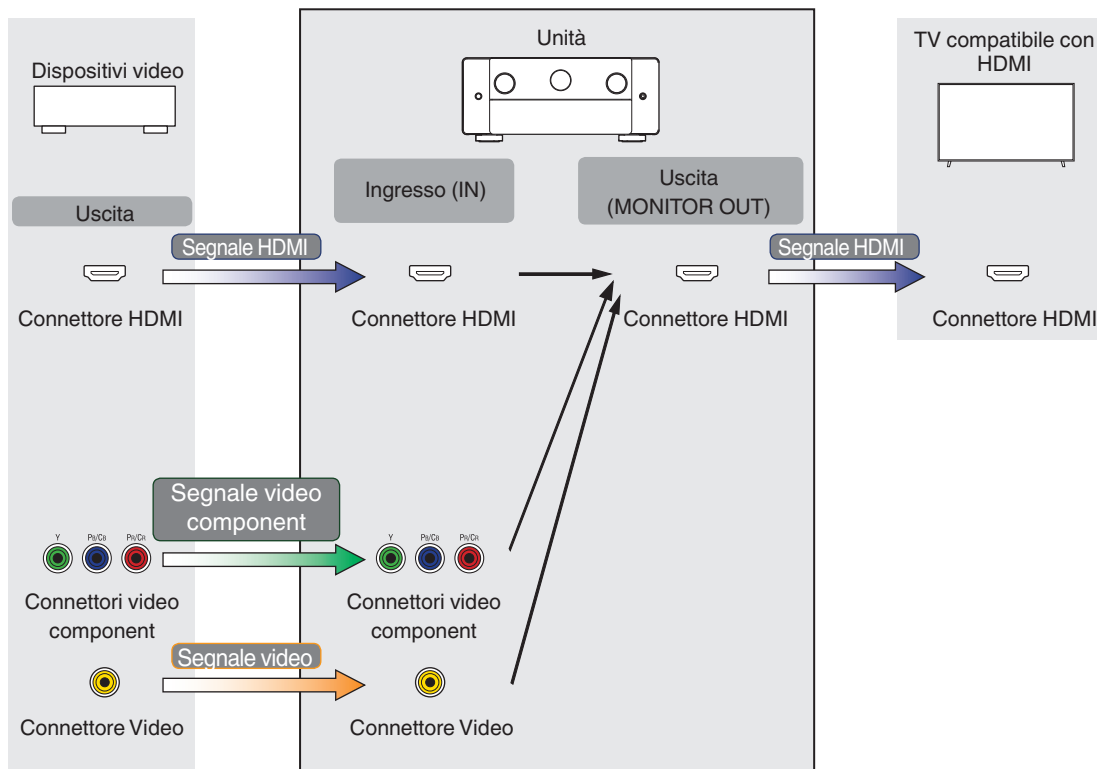 Dispositivi video
Unità
TV compatibile con
HDMI
Uscita
Ingresso (IN)
Uscita
(MONITOR OUT)
Segnale HDMI
Segnale HDMI
Connettore HDMI
Connettore HDMI
Connettore HDMI
Connettore HDMI
Segnale video
component
Y PB/CB PR/CR
Y PB/CB PR/CR
Connettori video
component
Connettori video
component
Segnale video
Connettore Video
Connettore Video